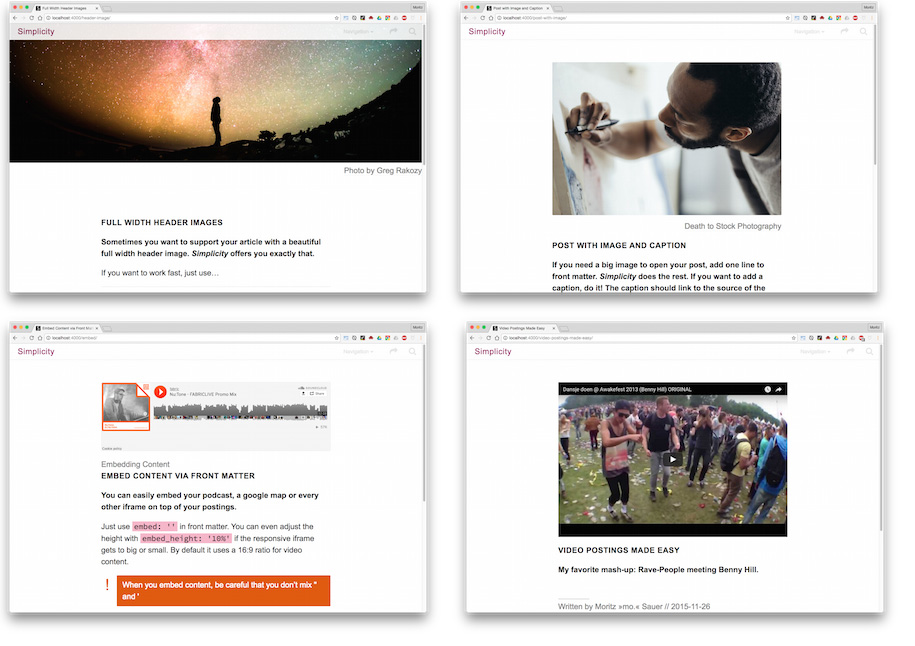 Full Width Header Images
Moritz
localhost:4000/header-image/
Simplicity
Navigation
Photo by Greg Rakozy
FULL WIDTH HEADER IMAGES
Sometimes you want to support your article with a beautiful
full width header image. Simplicity offers you exactly that.
If you want to work fast, just use…
Post with Image and Caption
Moritz
localhost:4000/post-with-image/
Simplicity
Navigation
Death to Stock Photography
POST WITH IMAGE AND CAPTION
If you need a big image to open your post, add one line to
front matter. Simplicity does the rest. If you want to add a
caption, do it! The caption should link to the source of the
Embed Content via Front Mat
Moritz
localhost:4000/embed/
Simplicity
Navigation
Nu:Tone - FABRICLIVE Promo Mix
SOUNDCLOUD
Share
Cookie policy
Embedding Content
EMBED CONTENT VIA FRONT MATTER
You can easily embed your podcast, a google map or every
other iframe on top of your postings.
Just use embed: '' in front matter. You can even adjust the
height with embed_height: '10%' if the responsive iframe
gets to big or small. By default it uses a 16:9 ratio for video
content.
! When you embed content, be careful that you don't mix "
and '
Video Postings Made Easy
Moritz
localhost:4000/video-postings-made-easy/
Simplicity
Navigation
Dansje doen @ Awakefest 2013 (Benny Hill) ORIGINAL
VIDEO POSTINGS MADE EASY
My favorite mash-up: Rave-People meeting Benny Hill.
Written by Moritz »mo.« Sauer // 2015-11-26